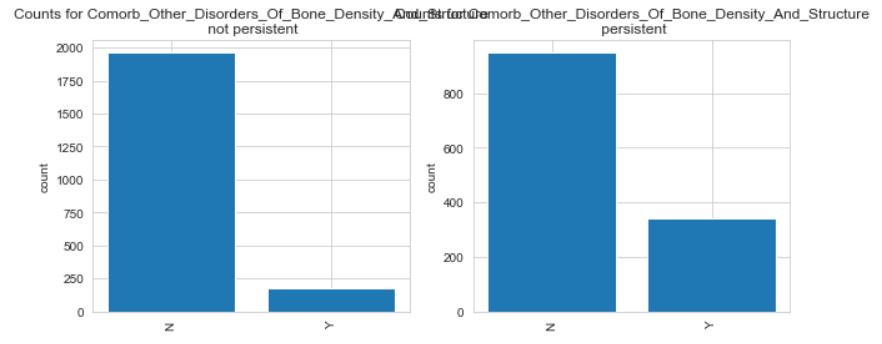 Counts for Comorb_Other_Disorders_Of_Bone_Density_And_Structure
not persistent
2000
1750
1500
1250
1000
750
500
250
0
count
N
Y
Counts for Comorb_Other_Disorders_Of_Bone_Density_And_Structure
persistent
800
600
400
200
0
count
N
Y